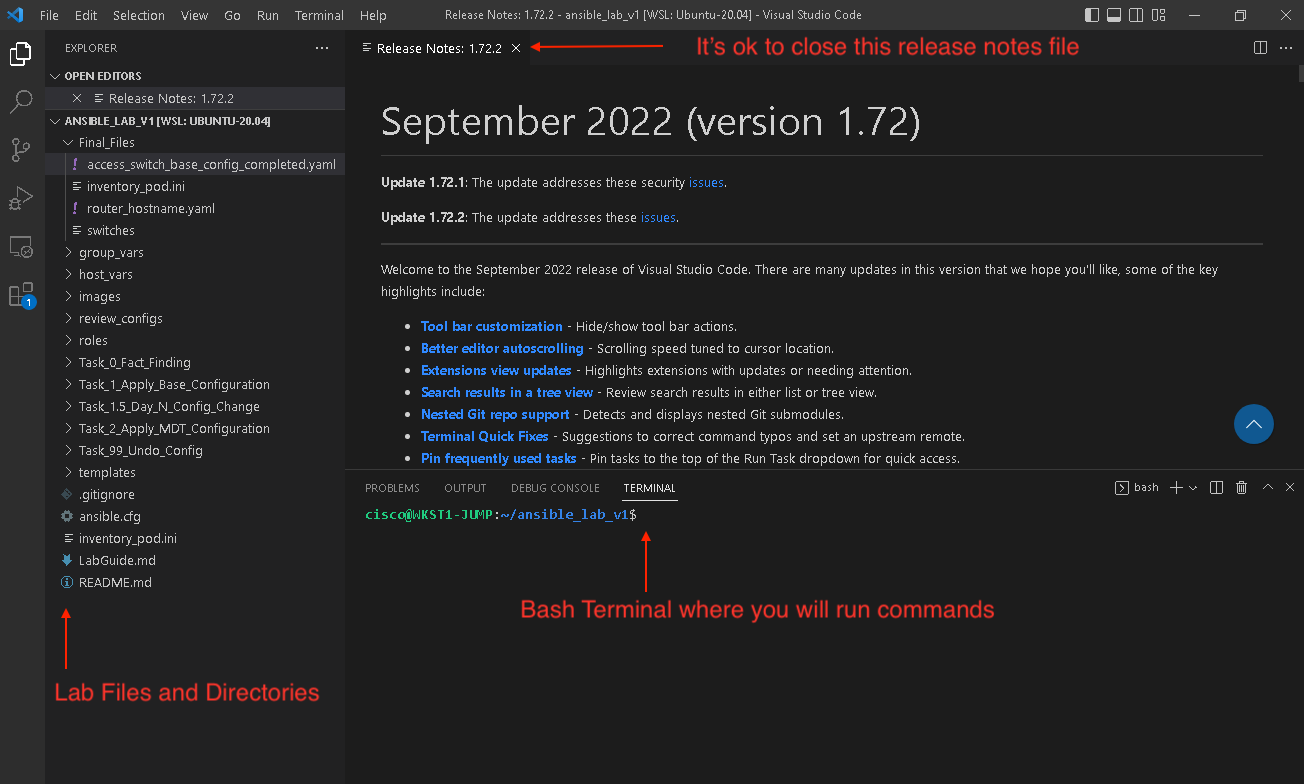 File Edit Selection View Go Run Terminal Help Release Notes: 1.72.2 - ansible_lab_v1 [WSL: Ubuntu-20.04] - Visual Studio Code
EXPLORER
OPEN EDITORS
Release Notes: 1.72.2
ANSIBLE_LAB_V1 [WSL: UBUNTU-20.04]
Final_Files
access_switch_base_config_completed.yaml
inventory_pod.ini
router_hostname.yaml
switches
group_vars
host_vars
images
review_configs
roles
Task_0_Fact_Finding
Task_1_Apply_Base_Configuration
Task_1.5_Day_N_Config_Change
Task_2_Apply_MDT_Configuration
Task_99_Undo_Config
templates
.gitignore
ansible.cfg
inventory_pod.ini
LabGuide.md
README.md
1
Lab Files and Directories
Release Notes: 1.72.2
It's ok to close this release notes file
September 2022 (version 1.72)
Update 1.72.1: The update addresses these security issues.
Update 1.72.2: The update addresses these issues.
Welcome to the September 2022 release of Visual Studio Code. There are many updates in this version that we hope you'll like, some of the key
highlights include:
• Tool bar customization - Hide/show tool bar actions.
• Better editor autoscrolling - Scrolling speed tuned to cursor location.
• Extensions view updates - Highlights extensions with updates or needing attention.
• Search results in a tree view - Review search results in either list or tree view.
• Nested Git repo support - Detects and displays nested Git submodules.
• Terminal Quick Fixes - Suggestions to correct command typos and set an upstream remote.
• Pin frequently used tasks - Pin tasks to the top of the Run Task dropdown for quick access.
PROBLEMS OUTPUT DEBUG CONSOLE TERMINAL bash
cisco@WKST1-JUMP:~/ansible_lab_v1$
Bash Terminal where you will run commands